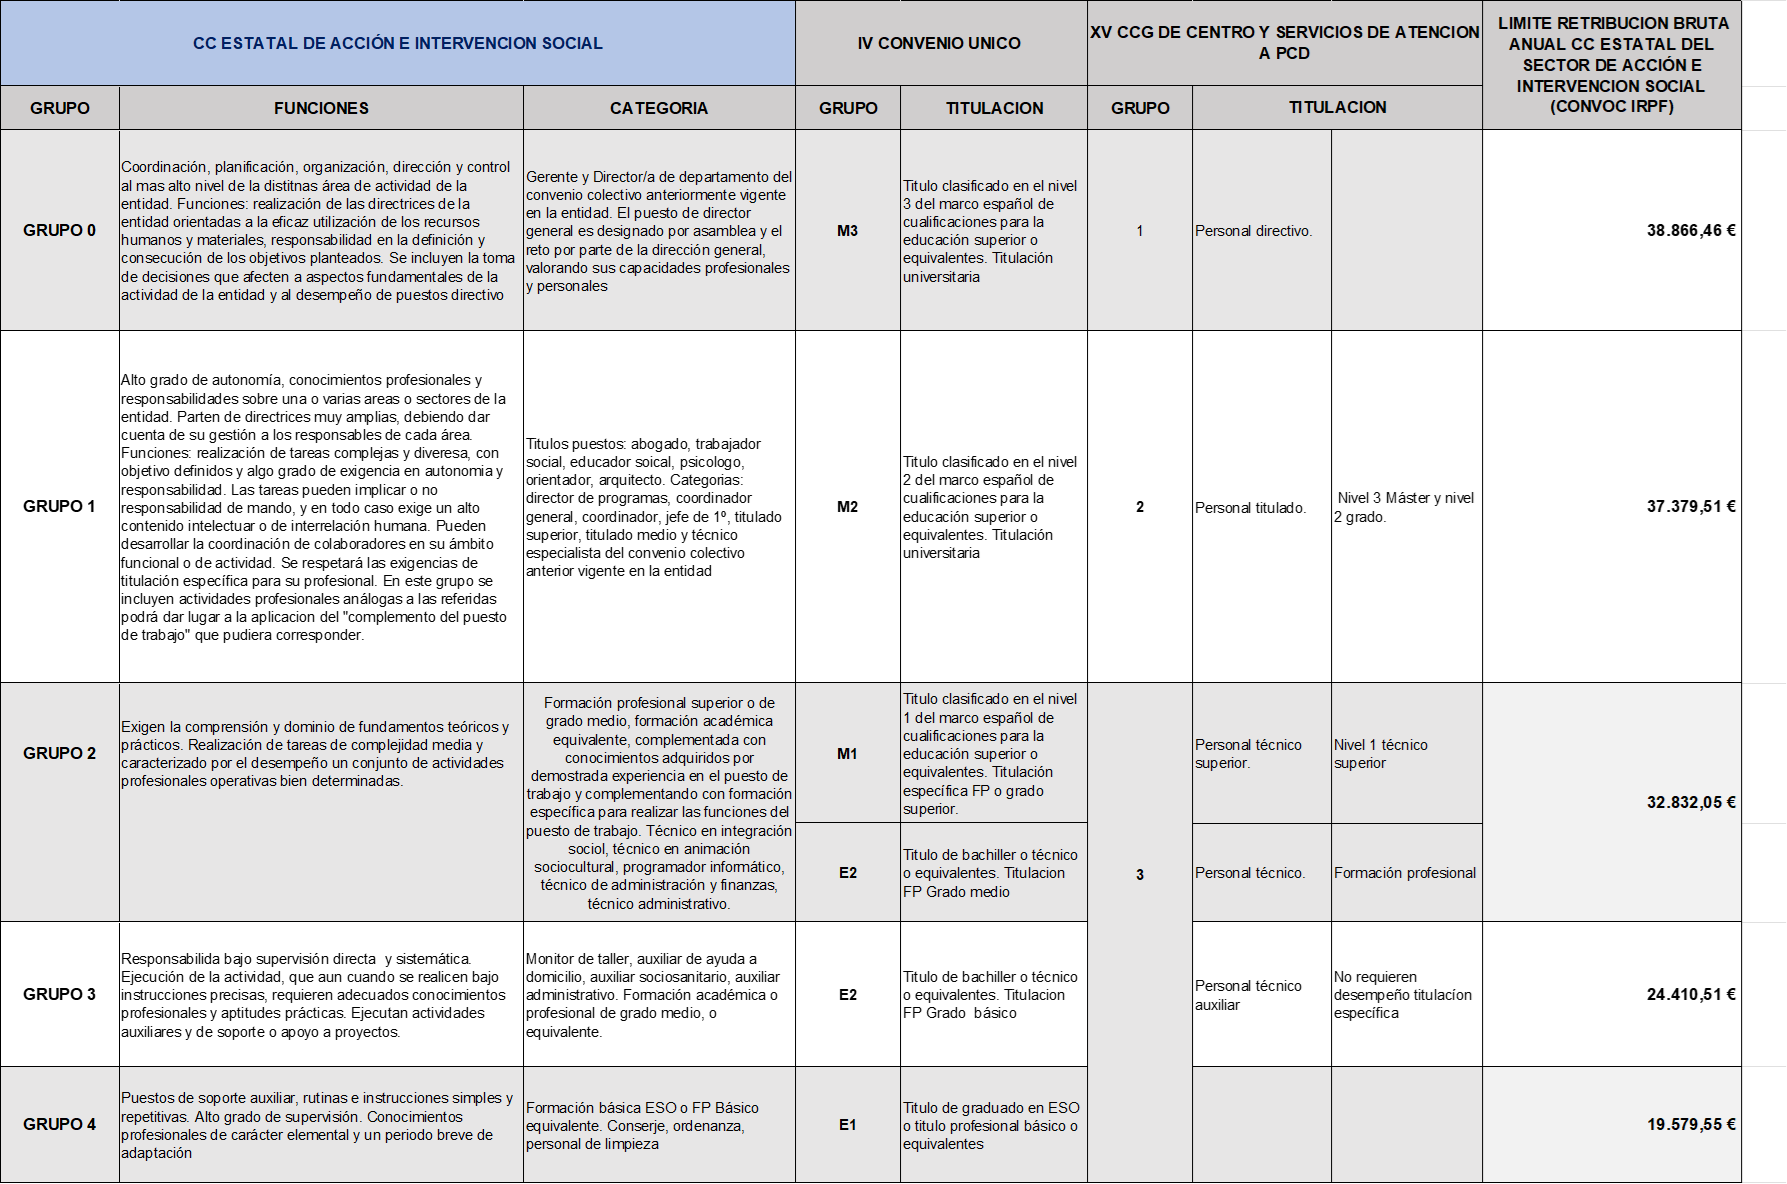 CC ESTATAL DE ACCIÓN E INTERVENCION SOCIAL
IV CONVENIO UNICO
XV CCG DE CENTRO Y SERVICIOS DE ATENCION
A PCD
LIMITE RETRIBUCION BRUTA
ANUAL CC ESTATAL DEL
SECTOR DE ACCIÓN E
INTERVENCION SOCIAL
(CONVOC IRPF)
GRUPO
FUNCIONES
CATEGORIA
GRUPO
TITULACION
GRUPO
TITULACION
GRUPO 0
Coordinación, planificación, organización, dirección y control
al mas alto nivel de la distitnas área de actividad de la
entidad. Funciones: realización de las directrices de la
entidad orientadas a la eficaz utilización de los recursos
humanos y materiales, responsabilidad en la definición y
consecución de los objetivos planteados. Se incluyen la toma
de decisiones que afecten a aspectos fundamentales de la
actividad de la entidad y al desempeño de puestos directivo
Gerente y Director/a de departamento del
convenio colectivo anteriormente vigente
en la entidad. El puesto de director
general es designado por asamblea y el
reto por parte de la dirección general,
valorando sus capacidades profesionales
y personales
M3
Titulo clasificado en el nivel
3 del marco español de
cualificaciones para la
educación superior o
equivalentes. Titulación
universitaria
1
Personal directivo.
38.866,46 €
GRUPO 1
Alto grado de autonomía, conocimientos profesionales y
responsabilidades sobre una o varias areas o sectores de la
entidad. Parten de directrices muy amplias, debiendo dar
cuenta de su gestión a los responsables de cada área.
Funciones: realización de tareas complejas y diveresa, con
objetivo definidos y algo grado de exigencia en autonomia y
responsabilidad. Las tareas pueden implicar o no
responsabilidad de mando, y en todo caso exige un alto
contenido intelectuar o de interrelación humana. Pueden
desarrollar la coordinación de colaboradores en su ámbito
funcional o de actividad. Se respetará las exigencias de
titulación específica para su profesional. En este grupo se
incluyen actividades profesionales análogas a las referidas
podrá dar lugar a la aplicacion del "complemento del puesto
de trabajo" que pudiera corresponder.
Titulos puestos: abogado, trabajador
social, educador soical, psicologo,
orientador, arquitecto. Categorias:
director de programas, coordinador
general, coordinador, jefe de 1º, titulado
superior, titulado medio y técnico
especialista del convenio colectivo
anterior vigente en la entidad
M2
Titulo clasificado en el nivel
2 del marco español de
cualificaciones para la
educación superior o
equivalentes. Titulación
universitaria
2
Personal titulado.
Nivel 3 Máster y nivel
2 grado.
37.379,51 €
GRUPO 2
Exigen la comprensión y dominio de fundamentos teóricos y
prácticos. Realización de tareas de complejidad media y
caracterizado por el desempeño un conjunto de actividades
profesionales operativas bien determinadas.
Formación profesional superior o de
grado medio, formación académica
equivalente, complementada con
conocimientos adquiridos por
demostrada experiencia en el puesto de
trabajo y complementando con formación
específica para realizar las funciones del
puesto de trabajo. Técnico en integración
sociol, técnico en animación
sociocultural, programador informático,
técnico de administración y finanzas,
técnico administrativo.
M1
Titulo clasificado en el nivel
1 del marco español de
cualificaciones para la
educación superior o
equivalentes. Titulación
específica FP o grado
superior.
Personal técnico
superior.
Nivel 1 técnico
superior
32.832,05 €
E2
Titulo de bachiller o técnico
o equivalentes. Titulacion
FP Grado medio
3
Personal técnico.
Formación profesional
GRUPO 3
Responsabilida bajo supervisión directa  y sistemática.
Ejecución de la actividad, que aun cuando se realicen bajo
instrucciones precisas, requieren adecuados conocimientos
profesionales y aptitudes prácticas. Ejecutan actividades
auxiliares y de soporte o apoyo a proyectos.
Monitor de taller, auxiliar de ayuda a
domicilio, auxiliar sociosanitario, auxiliar
administrativo. Formación académica o
profesional de grado medio, o
equivalente.
E2
Titulo de bachiller o técnico
o equivalentes. Titulacion
FP Grado  básico
Personal técnico
auxiliar
No requieren
desempeño titulacíon
específica
24.410,51 €
GRUPO 4
Puestos de soporte auxiliar, rutinas e instrucciones simples y
repetitivas. Alto grado de supervisión. Conocimientos
profesionales de carácter elemental y un periodo breve de
adaptación
Formación básica ESO o FP Básico
equivalente. Conserje, ordenanza,
personal de limpieza
E1
Titulo de graduado en ESO
o titulo profesional básico o
equivalentes
19.579,55 €